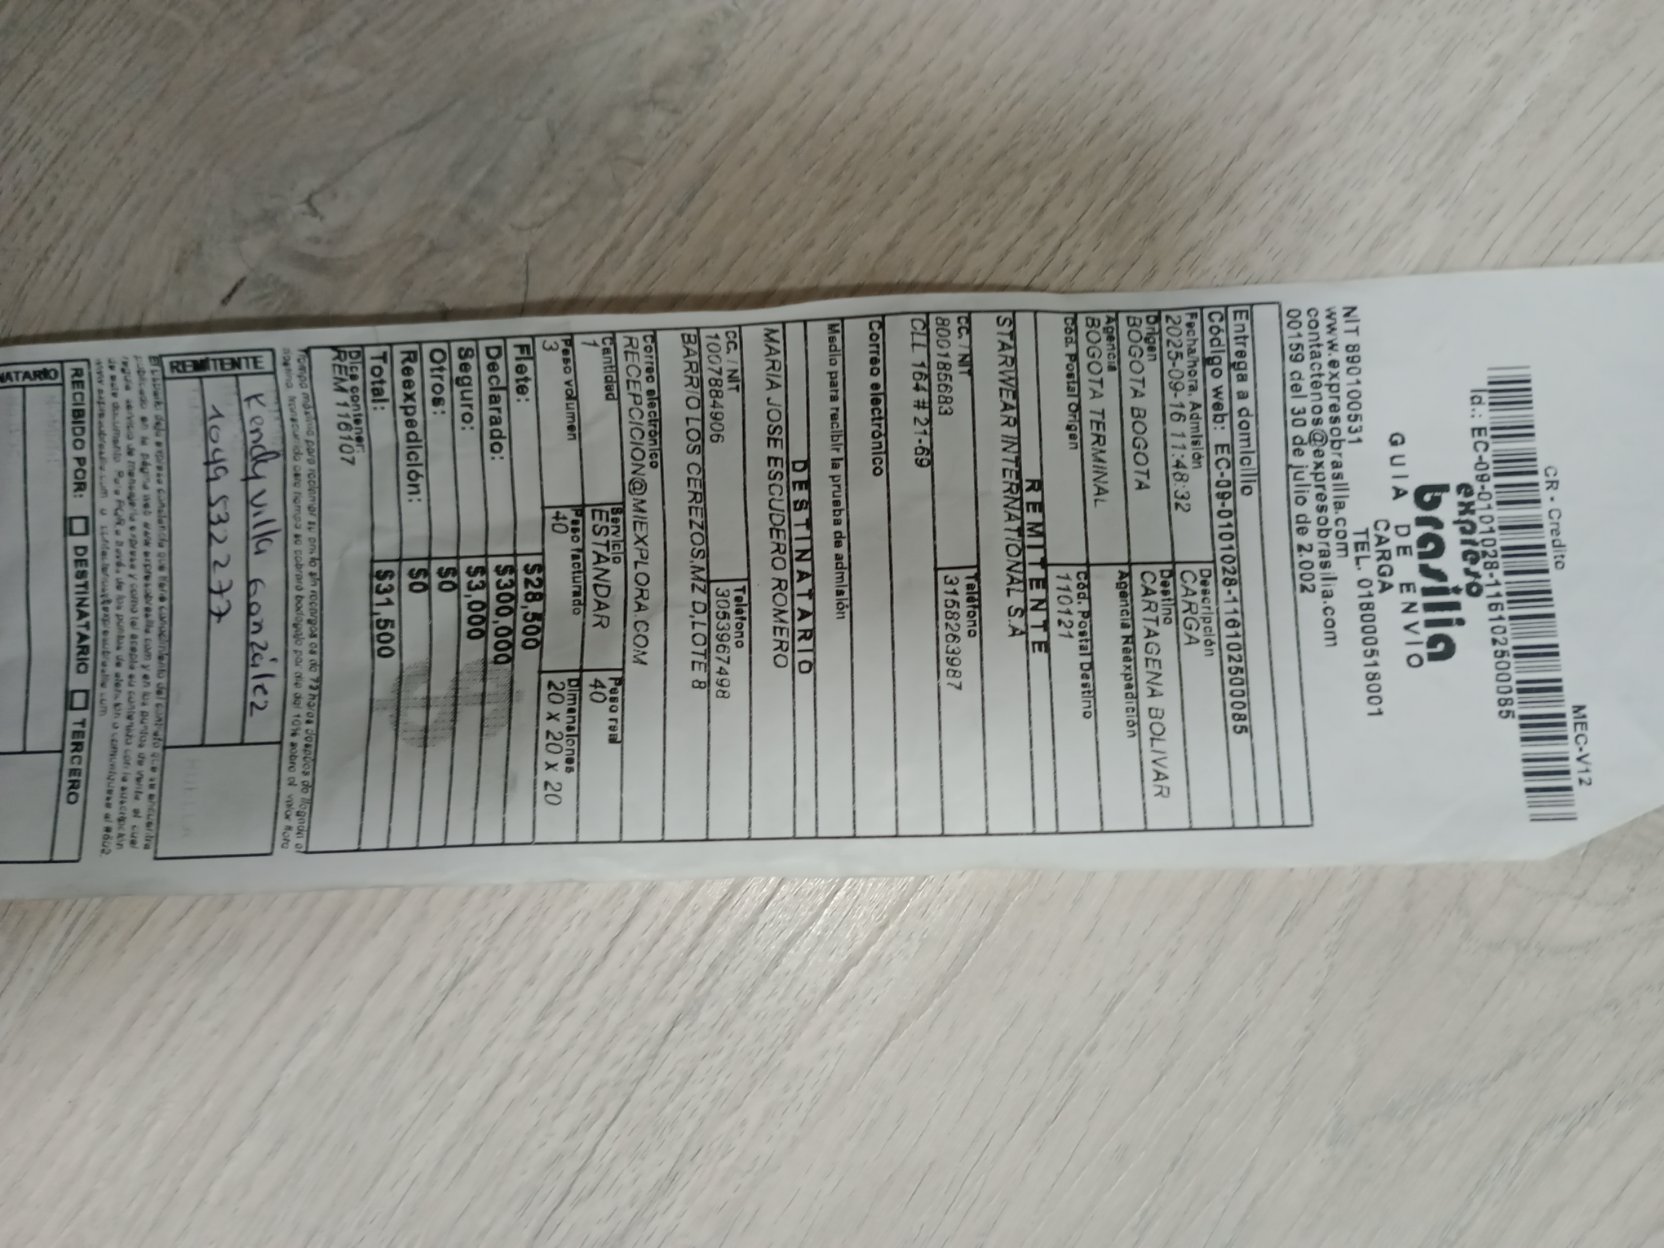 MEC-V12
CR - Credito
Id.: EC-09-0101028-116102500085
expreso
brasilia
GUIA DE ENVIO
CARGA
TEL. 018000518001
NIT 890100531
www.expresobrasilia.com
contactenos@expresobrasilia.com
00159 del 30 de julio de 2.002
Entrega a domicilio
Código web: EC-09-0101028-116102500085
Fecha/hora. Admisión Descripción
2025-09-16 11:48:32 CARGA
Origen Destino
BOGOTA BOGOTA CARTAGENA BOLIVAR
Agencia Agencia Reexpedición
BOGOTA TERMINAL
Cód. Postal Origen Cód. Postal Destino
110121
REMITENTE
STARWEAR INTERNATIONAL S.A
CC. / NIT Teléfono
800185683 3158263987
CLL 164 # 21-69
Correo electrónico
Medio para recibir la prueba de admisión
DESTINATARIO
MARIA JOSE ESCUDERO ROMERO
CC. / NIT Teléfono
1007884906 3053967498
BARRIO LOS CEREZOS.MZ D,LOTE 8
Correo electrónico
RECEPCICION@MIEXPLORA.COM
Cantidad Servicio Peso real
1 ESTANDAR 40
Peso volumen Peso facturado Dimensiones
3 40 20 x 20 x 20
Flete: $28,500
Declarado: $300,000
Seguro: $3,000
Otros: $0
Reexpedición: $0
Total: $31,500
Dice contener:
REM 116107
REMITENTE
Kendy villa González
1049532277
HUELLA
RECIBIDO POR: DESTINATARIO TERCERO